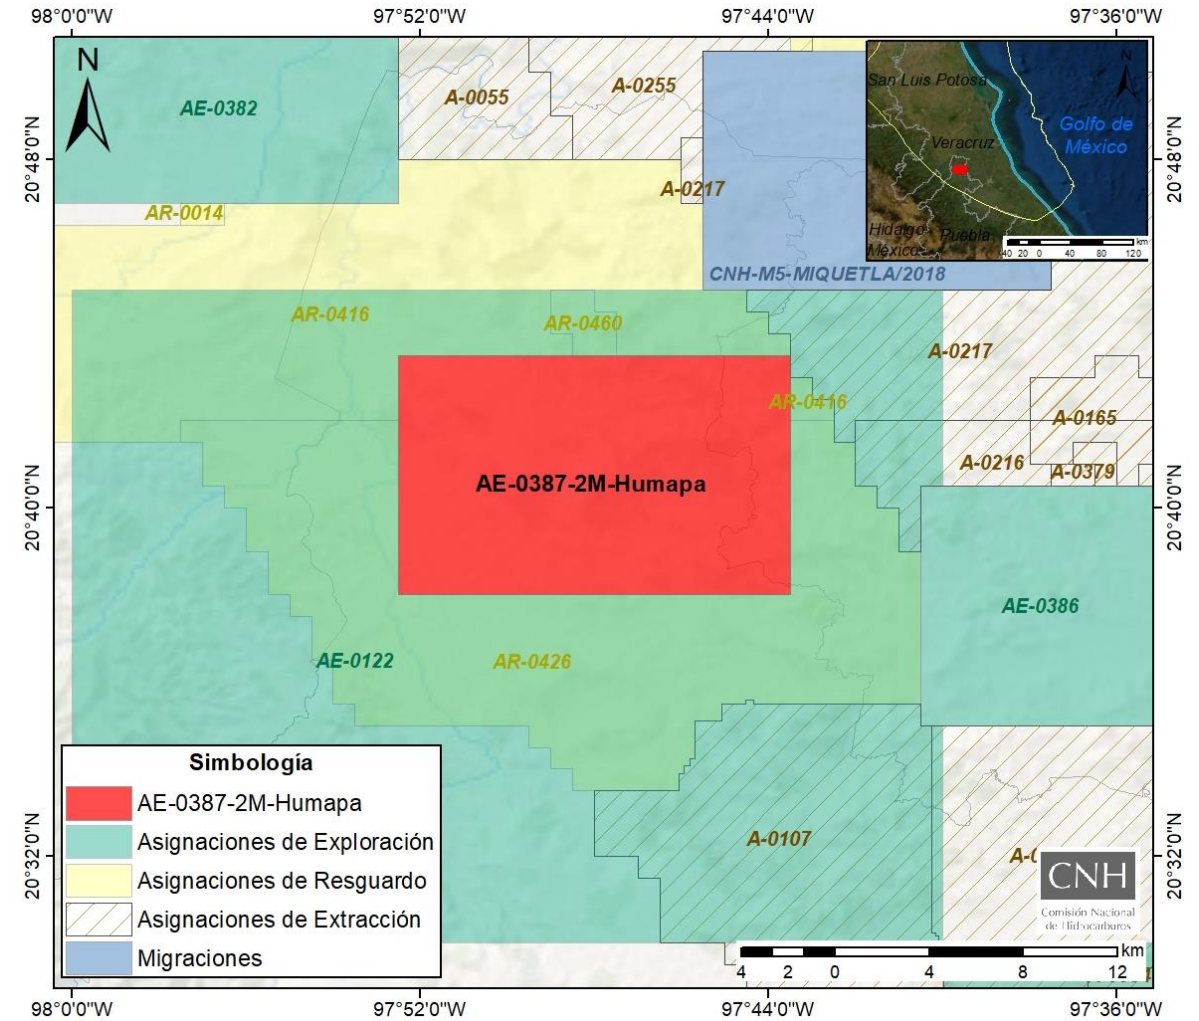 98°0'0"W
97°52'0"W
97°44'0"W
97°36'0"W
N
AE-0382
A-0055
A-0255
San Luis Potosí
N
Golfo de
México
Veracruz
Hidalgo
Puebla
México
40 20 0 40 80 120 km
20°48'0"N
20°48'0"N
AR-0014
A-0217
CNH-M5-MIQUETLA/2018
AR-0416
AR-0460
A-0217
AR-0416
A-0165
A-0216
A-0379
AE-0387-2M-Humapa
20°40'0"N
20°40'0"N
AE-0386
AE-0122
AR-0426
Simbología
AE-0387-2M-Humapa
Asignaciones de Exploración
Asignaciones de Resguardo
Asignaciones de Extracción
Migraciones
A-0107
20°32'0"N
20°32'0"N
CNH
Comisión Nacional
de Hidrocarburos
km
4 2 0 4 8 12
98°0'0"W
97°52'0"W
97°44'0"W
97°36'0"W